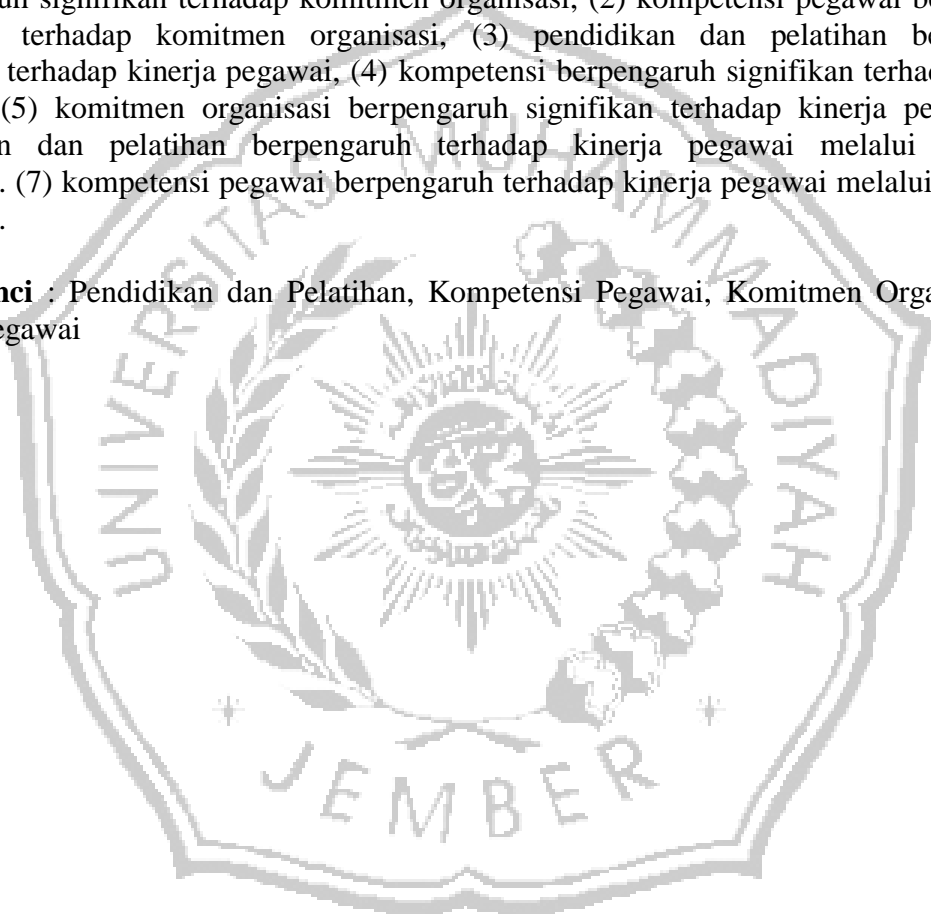 uh signifikan terhadap komitmen organisasi, (2) kompetensi pegawai be
terhadap komitmen organisasi, (3) pendidikan dan pelatihan be
terhadap kinerja pegawai, (4) kompetensi berpengaruh signifikan terhad
(5) komitmen organisasi berpengaruh signifikan terhadap kinerja pe
n dan pelatihan berpengaruh terhadap kinerja pegawai melalui
. (7) kompetensi pegawai berpengaruh terhadap kinerja pegawai melalui
.
nci : Pendidikan dan Pelatihan, Kompetensi Pegawai, Komitmen Orga
egawai
UNIVERSITAS MUHAMMADIYAH
JEMBER